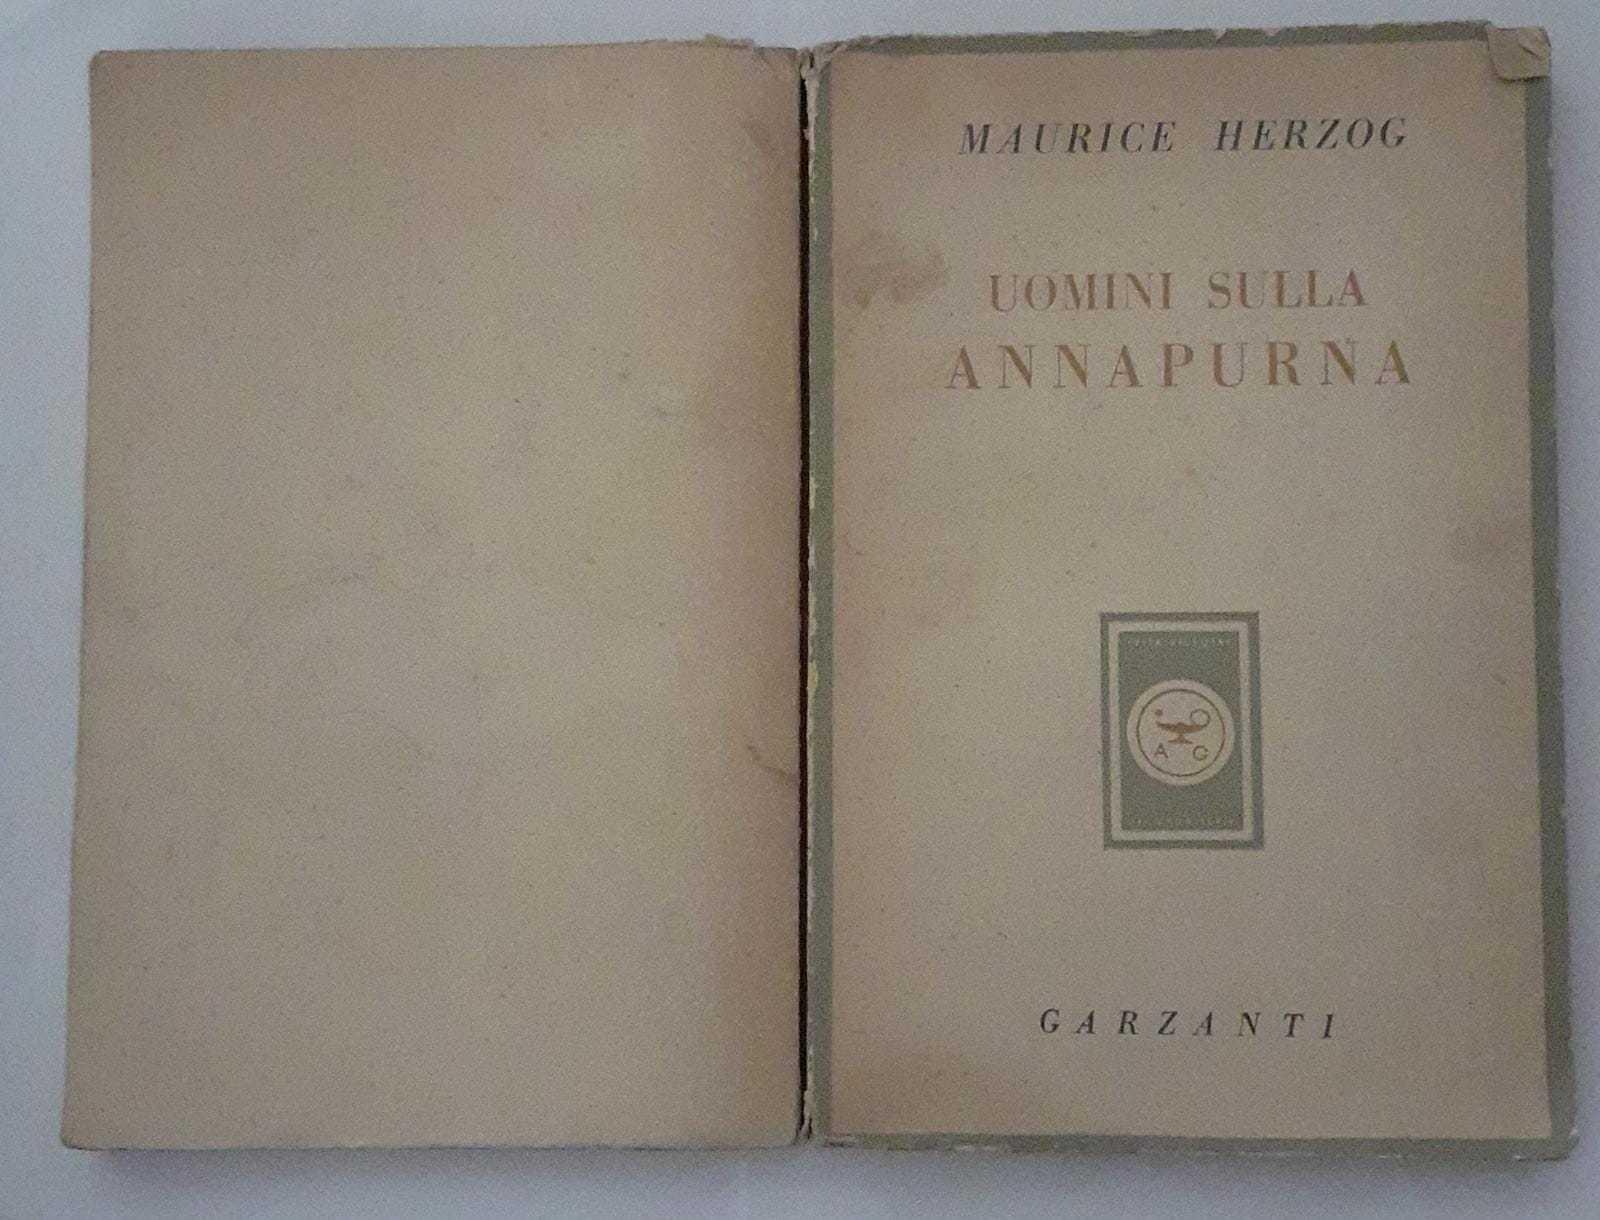 MAURICE HERZOG
UOMINI SULLA
ANNAPURNA
A G
GARZANTI